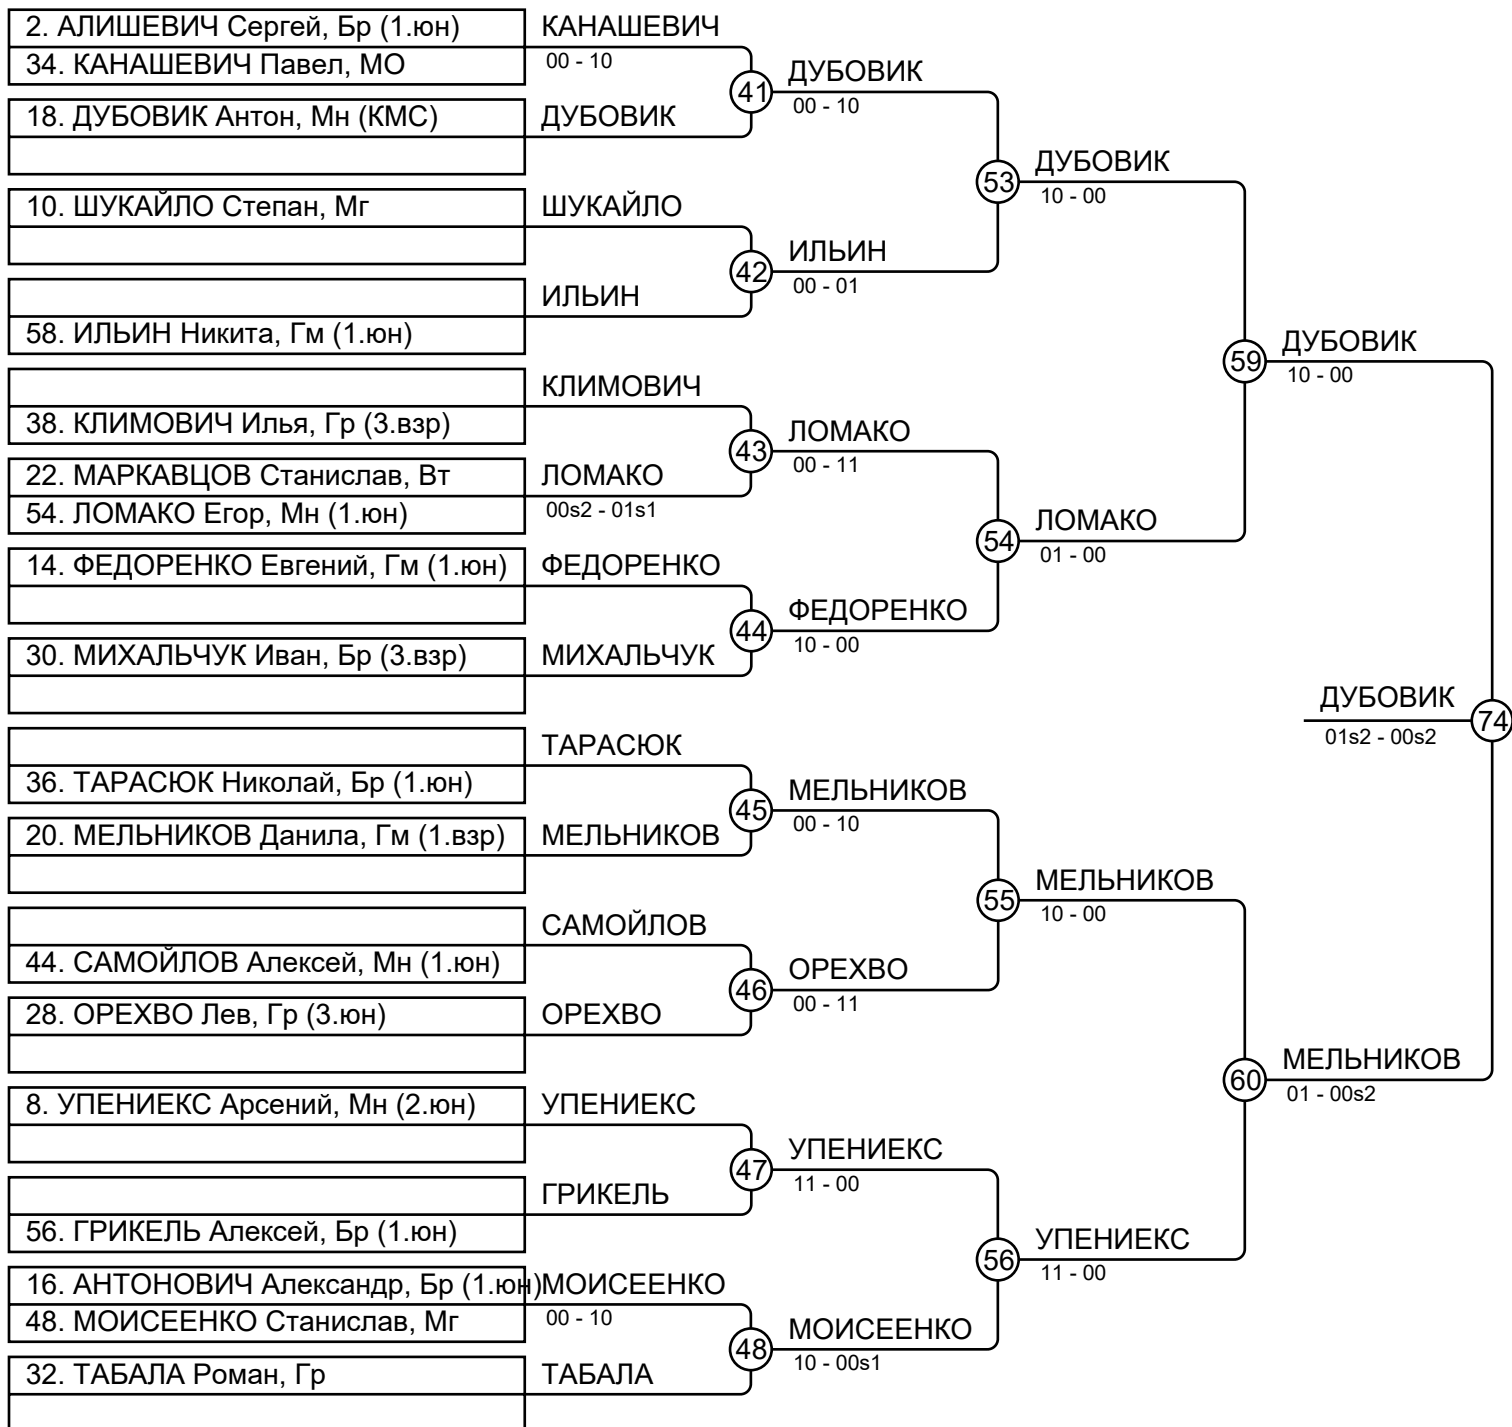 2. АЛИШЕВИЧ Сергей, Бр (1.юн)
34. КАНАШЕВИЧ Павел, МО
18. ДУБОВИК Антон, Мн (КМС)
10. ШУКАЙЛО Степан, Мг
58. ИЛЬИН Никита, Гм (1.юн)
38. КЛИМОВИЧ Илья, Гр (3.взр)
22. МАРКАВЦОВ Станислав, Вт
54. ЛОМАКО Егор, Мн (1.юн)
14. ФЕДОРЕНКО Евгений, Гм (1.юн)
30. МИХАЛЬЧУК Иван, Бр (3.взр)
36. ТАРАСЮК Николай, Бр (1.юн)
20. МЕЛЬНИКОВ Данила, Гм (1.взр)
44. САМОЙЛОВ Алексей, Мн (1.юн)
28. ОРЕХВО Лев, Гр (3.юн)
8. УПЕНИЕКС Арсений, Мн (2.юн)
56. ГРИКЕЛЬ Алексей, Бр (1.юн)
16. АНТОНОВИЧ Александр, Бр (1.юн)
48. МОИСЕЕНКО Станислав, Мг
32. ТАБАЛА Роман, Гр
КАНАШЕВИЧ
00 - 10
ДУБОВИК
ШУКАЙЛО
ИЛЬИН
КЛИМОВИЧ
ЛОМАКО
00s2 - 01s1
ФЕДОРЕНКО
МИХАЛЬЧУК
ТАРАСЮК
МЕЛЬНИКОВ
САМОЙЛОВ
ОРЕХВО
УПЕНИЕКС
ГРИКЕЛЬ
МОИСЕЕНКО
00 - 10
ТАБАЛА
41
42
43
44
45
46
47
48
ДУБОВИК
00 - 10
ИЛЬИН
00 - 01
ЛОМАКО
00 - 11
ФЕДОРЕНКО
10 - 00
МЕЛЬНИКОВ
00 - 10
ОРЕХВО
00 - 11
УПЕНИЕКС
11 - 00
МОИСЕЕНКО
10 - 00s1
53
54
55
56
ДУБОВИК
10 - 00
ЛОМАКО
01 - 00
МЕЛЬНИКОВ
10 - 00
УПЕНИЕКС
11 - 00
59
60
ДУБОВИК
10 - 00
МЕЛЬНИКОВ
01 - 00s2
ДУБОВИК
01s2 - 00s2
74